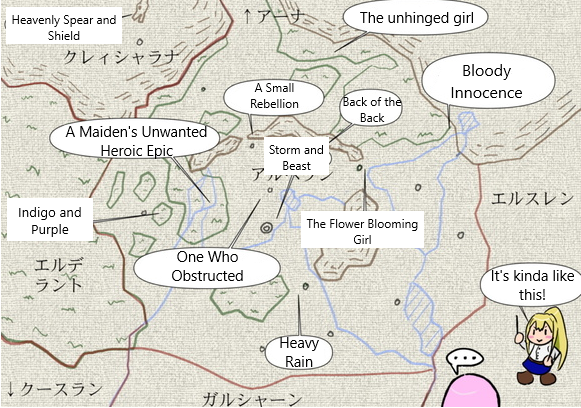 Heavenly Spear and
Shield
クレイシャラナ
↑アーナ
The unhinged girl
Bloody
Innocence
A Small
Rebellion
Back of the
Back
A Maiden's Unwanted
Heroic Epic
Storm and
Beast
エルスレン
Indigo and
Purple
The Flower Blooming
Girl
エルデ
ラント
One Who
Obstructed
It's kinda like
this!
Heavy
Rain
↓クースラン
ガルシャーン
...